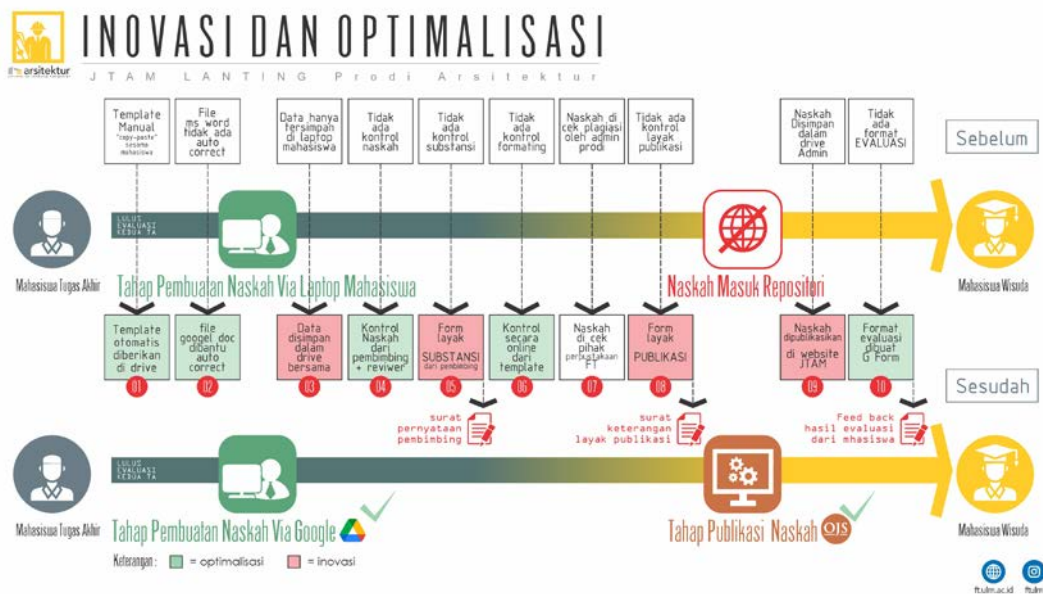 INOVASI DAN OPTIMALISASI
arsitektur
JTAM LANTING Prodi Arsitektur
Template
Manual
"copy-paste"
sesama
mahasiswa
File
ms word
tidak ada
auto
correct
Data hanya
tersimpah
di laptop
mahasiswa
Tidak
ada
kontrol
naskah
Tidak
ada
kontrol
substansi
Tidak
ada
kontrol
formating
Naskah di
cek plagiasi
oleh admin
prodi
Tidak ada
kontrol
layak
publikasi
Naskah
Disimpan
dalam
drive
Admin
Tidak
ada
format
EVALUASI
Sebelum
LULUS
EVALUASI
KEDUA TA
Mahasiswa Tugas Akhir
Tahap Pembuatan Naskah Via Laptop Mahasiswa
Naskah Masuk Repositori
Mahasiswa Wisuda
Template
otomatis
diberikan
di drive
01
file
googel doc
dibantu
auto
correct
02
Data
disimpan
dalam
drive
bersama
03
Kontrol
Naskah
dari
pembimbing
+ reviwer
04
Form
layak
SUBSTANSI
dari pembimbing
05
Kontrol
secara
online
dari
template
06
Naskah
di cek
pihak
perpustakaan
FT
07
Form
layak
PUBLIKASI
08
Naskah
dipublikasikan
di website
JTAM
09
Format
evaluasi
dibuat
G Form
10
Sesudah
surat
pernyataan
pembimbing
surat
keterangan
layak publikasi
Feed back
hasil evaluasi
dari mhasiswa
LULUS
EVALUASI
KEDUA TA
Mahasiswa Tugas Akhir
Tahap Pembuatan Naskah Via Google
Tahap Publikasi Naskah OJS
Mahasiswa Wisuda
Keterangan : = optimalisasi = inovasi
ft.ulm.ac.id
ftulm